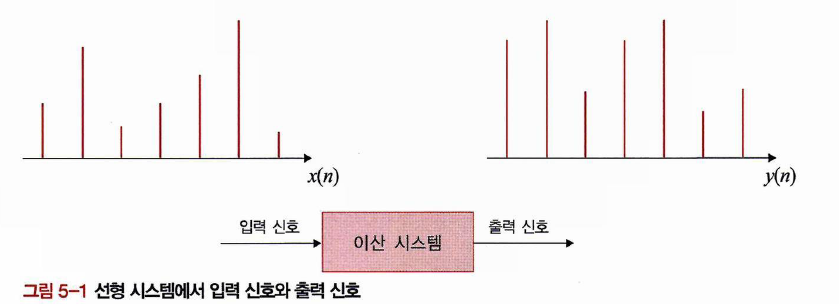 x(n)
y(n)
입력 신호
이산 시스템
출력 신호
그림 5-1 선형 시스템에서 입력 신호와 출력 신호